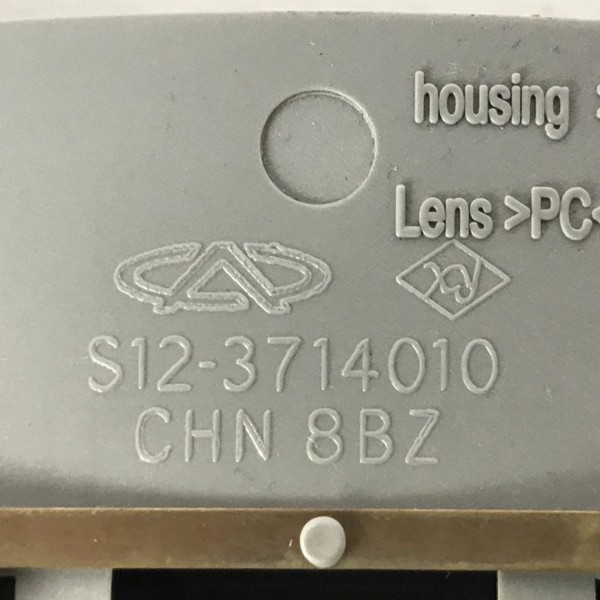 housing >
Lens >PC<
S12-3714010
CHN 8BZ